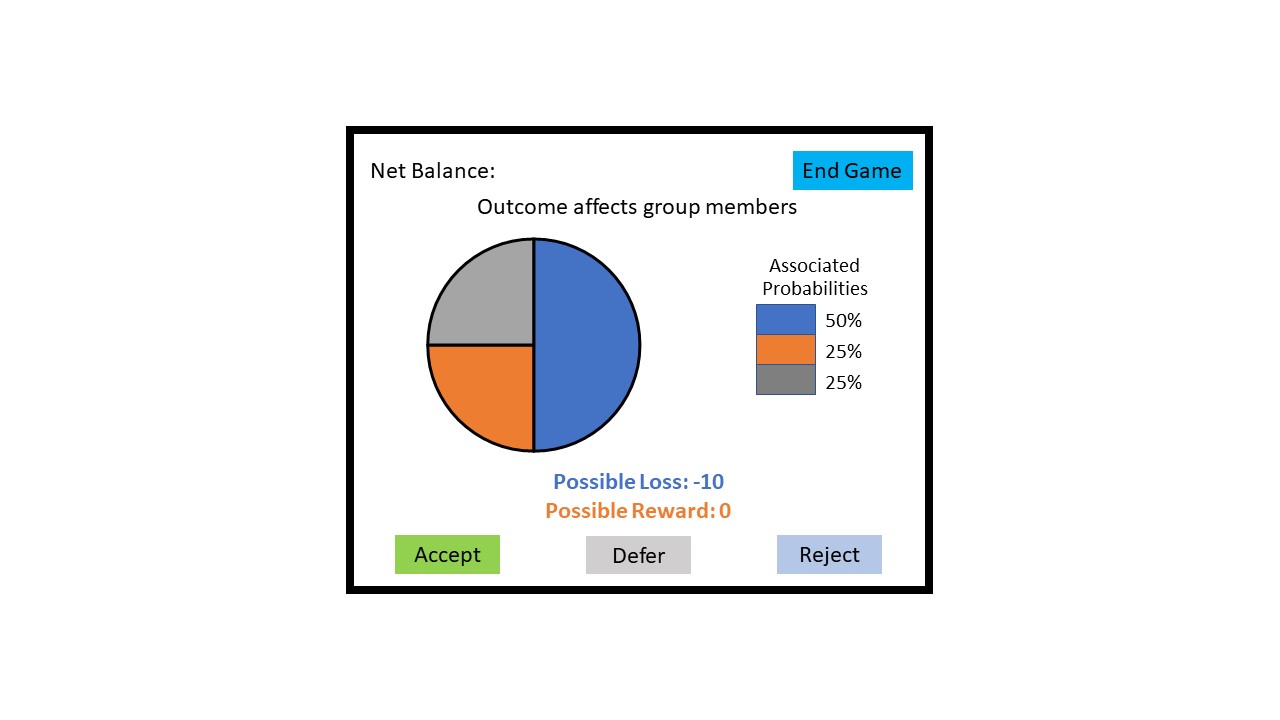 Net Balance:
End Game
Outcome affects group members
Associated
Probabilities
50%
25%
25%
Possible Loss: -10
Possible Reward: 0
Accept
Defer
Reject